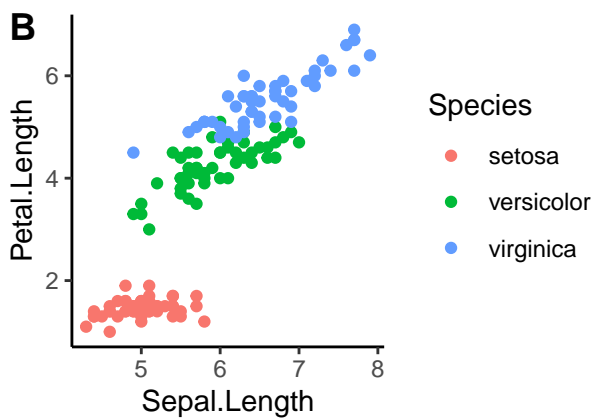 B
Petal.Length
6
4
2
5 6 7 8
Sepal.Length
Species
setosa
versicolor
virginica